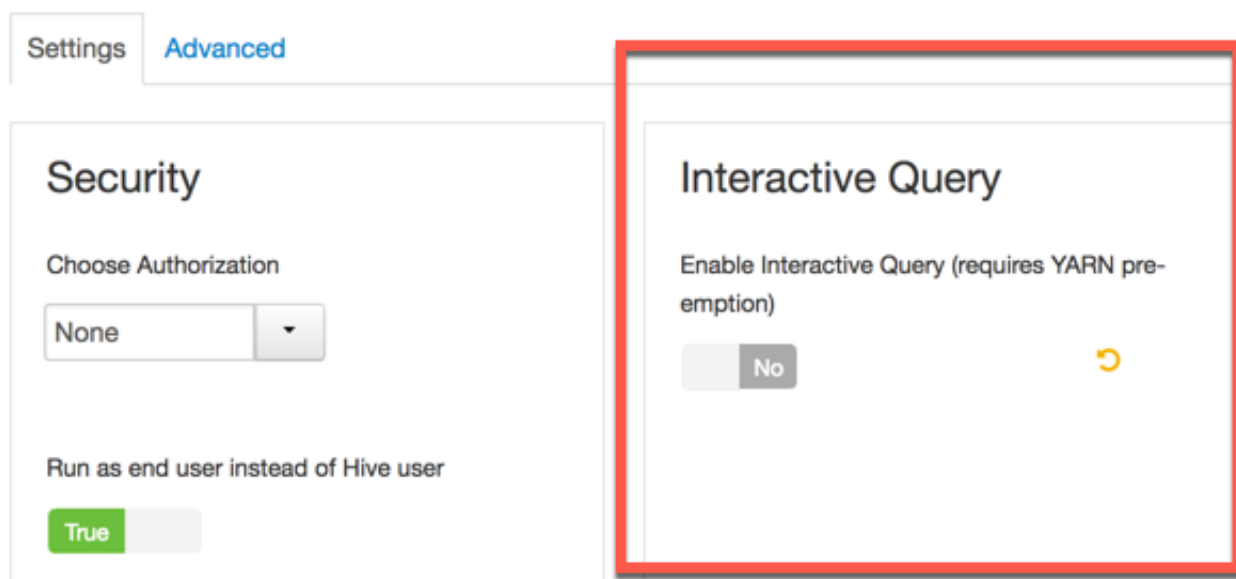 Settings
Advanced
Security
Choose Authorization
None
Run as end user instead of Hive user
True
Interactive Query
Enable Interactive Query (requires YARN pre-
emption)
No